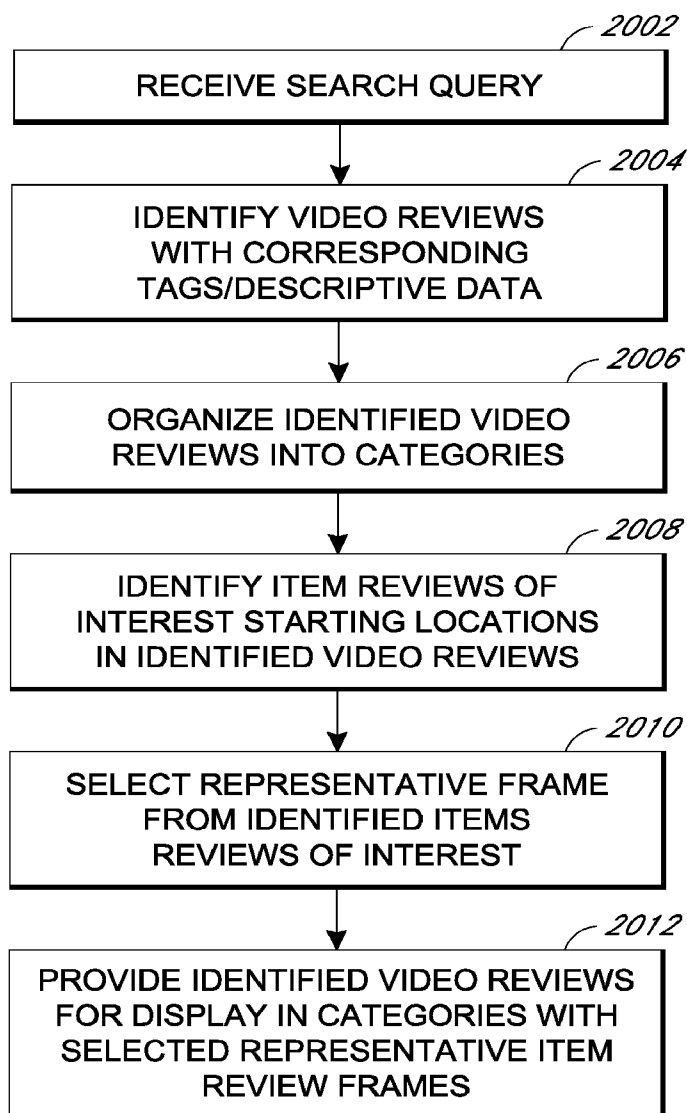 2002
RECEIVE SEARCH QUERY
2004
IDENTIFY VIDEO REVIEWS
WITH CORRESPONDING
TAGS/DESCRIPTIVE DATA
2006
ORGANIZE IDENTIFIED VIDEO
REVIEWS INTO CATEGORIES
2008
IDENTIFY ITEM REVIEWS OF
INTEREST STARTING LOCATIONS
IN IDENTIFIED VIDEO REVIEWS
2010
SELECT REPRESENTATIVE FRAME
FROM IDENTIFIED ITEMS
REVIEWS OF INTEREST
2012
PROVIDE IDENTIFIED VIDEO REVIEWS
FOR DISPLAY IN CATEGORIES WITH
SELECTED REPRESENTATIVE ITEM
REVIEW FRAMES